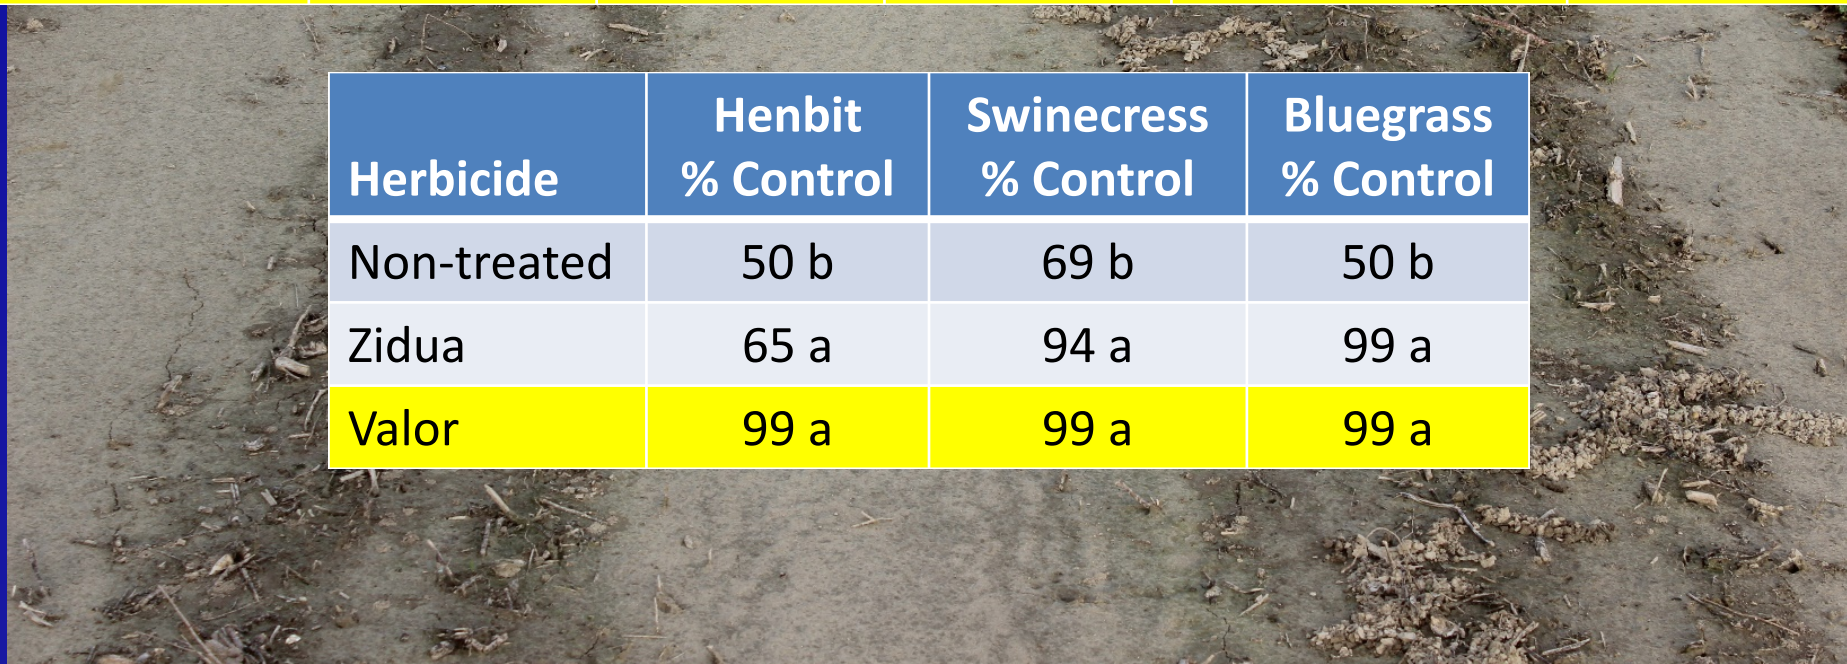 Herbicide Henbit % Control Swinecress % Control Bluegrass % Control
Non-treated 50 b 69 b 50 b
Zidua 65 a 94 a 99 a
Valor 99 a 99 a 99 a